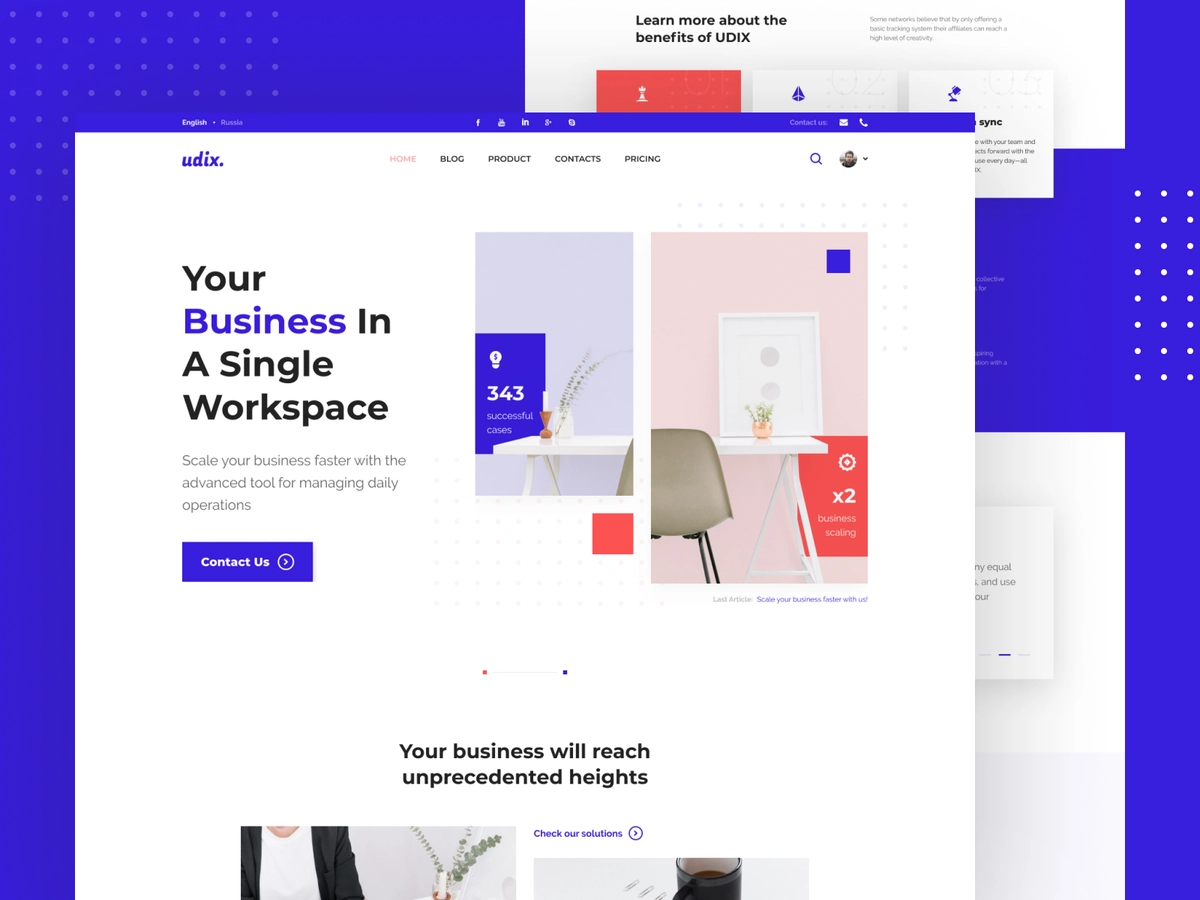 Learn more about the
benefits of UDIX
Some networks believe that by only offering a
basic tracking system their affiliates can reach a
high level of creativity.
01
02
03
sync
e with your team and
ects forward with the
use every day—all
IX.
English • Russia
in
Contact us:
udix.
HOME
BLOG
PRODUCT
CONTACTS
PRICING
Your
Business In
A Single
Workspace
Scale your business faster with the
advanced tool for managing daily
operations
Contact Us
343
successful
cases
x2
business
scaling
Last Article: Scale your business faster with us!
collective
s for
spiring
ation with a
ny equal
s, and use
our
Your business will reach
unprecedented heights
Check our solutions